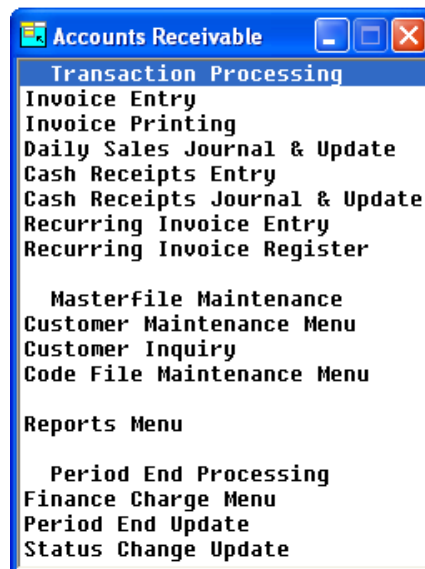 Accounts Receivable
Transaction Processing
Invoice Entry
Invoice Printing
Daily Sales Journal & Update
Cash Receipts Entry
Cash Receipts Journal & Update
Recurring Invoice Entry
Recurring Invoice Register
Masterfile Maintenance
Customer Maintenance Menu
Customer Inquiry
Code File Maintenance Menu
Reports Menu
Period End Processing
Finance Charge Menu
Period End Update
Status Change Update